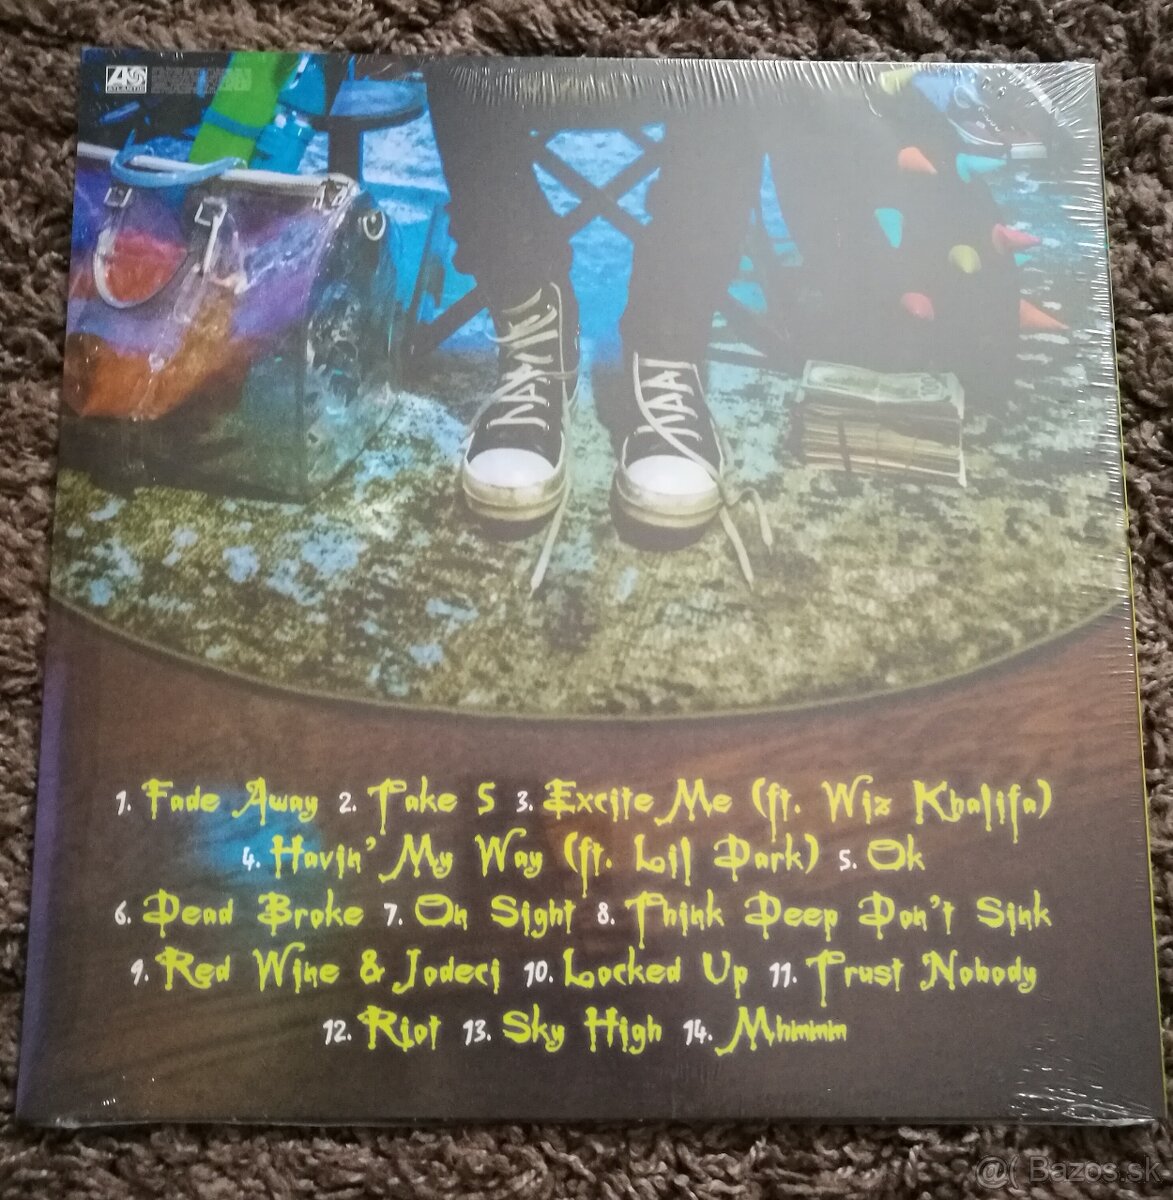 ATLANTIC
1. Fade Away 2. Take 5 3. Excite Me (ft. Wiz Khalifa)
4. Havin' My Way (ft. Lil Durk) 5. Ok
6. Dead Broke 7. On Sight 8. Think Deep Don't Sink
9. Red Wine & Jodeci 10. Locked Up 11. Trust Nobody
12. Riot 13. Sky High 14. Mhmmm
@( Bazos.sk